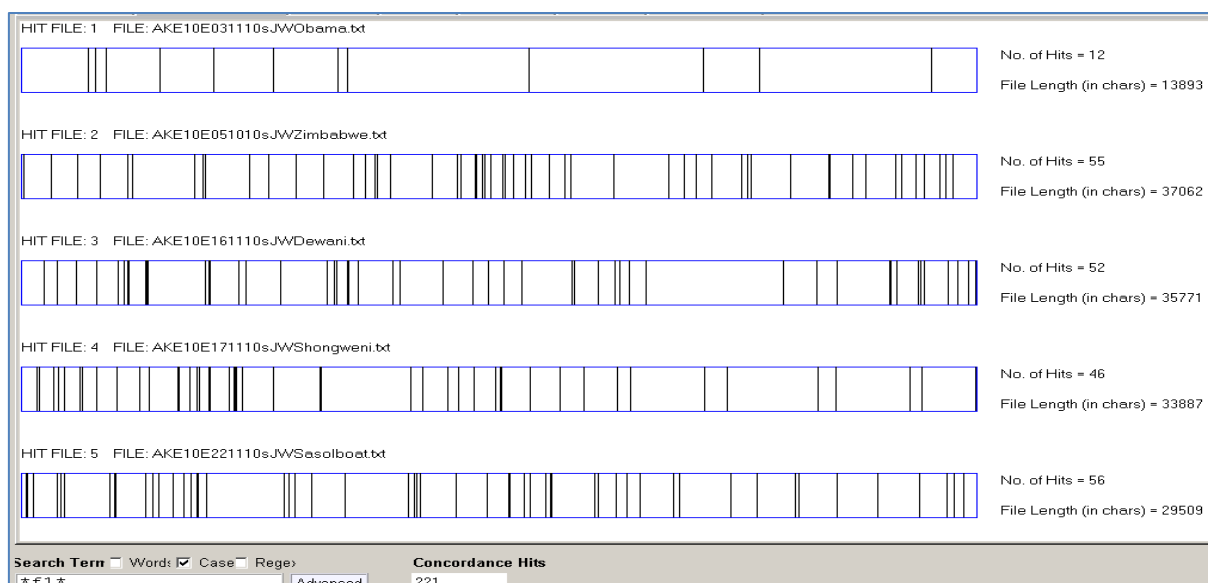 HIT FILE: 1 FILE: AKE10E031110sJWObama.txt
No. of Hits = 12
File Length (in chars) = 13893
HIT FILE: 2 FILE: AKE10E051010sJWZimbabwe.txt
No. of Hits = 55
File Length (in chars) = 37062
HIT FILE: 3 FILE: AKE10E161110sJWDewani.txt
No. of Hits = 52
File Length (in chars) = 35771
HIT FILE: 4 FILE: AKE10E171110sJWShongweni.txt
No. of Hits = 46
File Length (in chars) = 33887
HIT FILE: 5 FILE: AKE10E221110sJWSasolboat.txt
No. of Hits = 56
File Length (in chars) = 29509
Search Term Words Case Regex Concordance Hits
*f1* Advanced 221